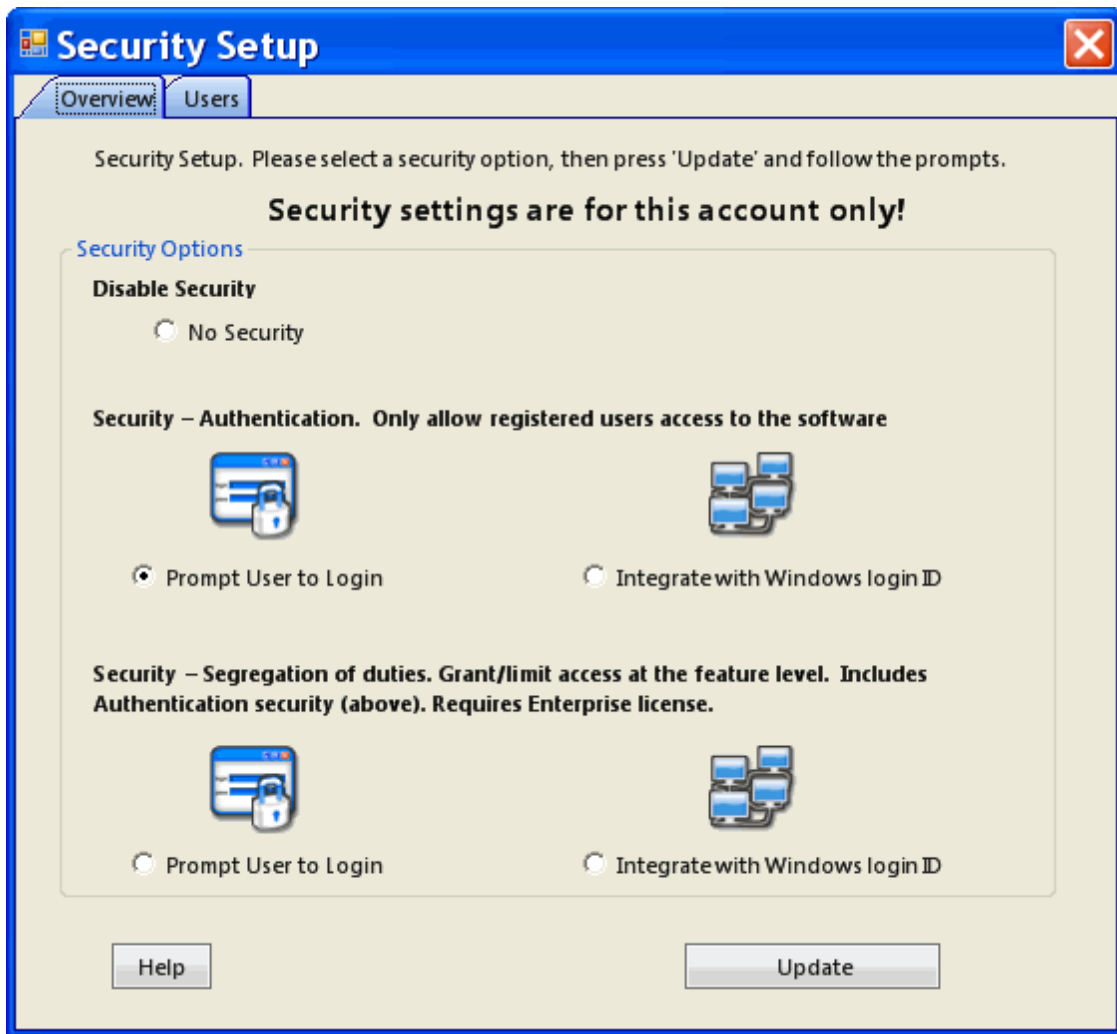 Security Setup
Overview Users
Security Setup. Please select a security option, then press 'Update' and follow the prompts.
Security settings are for this account only!
Security Options
Disable Security
No Security
Security – Authentication. Only allow registered users access to the software
Prompt User to Login Integrate with Windows login ID
Security – Segregation of duties. Grant/limit access at the feature level. Includes
Authentication security (above). Requires Enterprise license.
Prompt User to Login Integrate with Windows login ID
Help Update